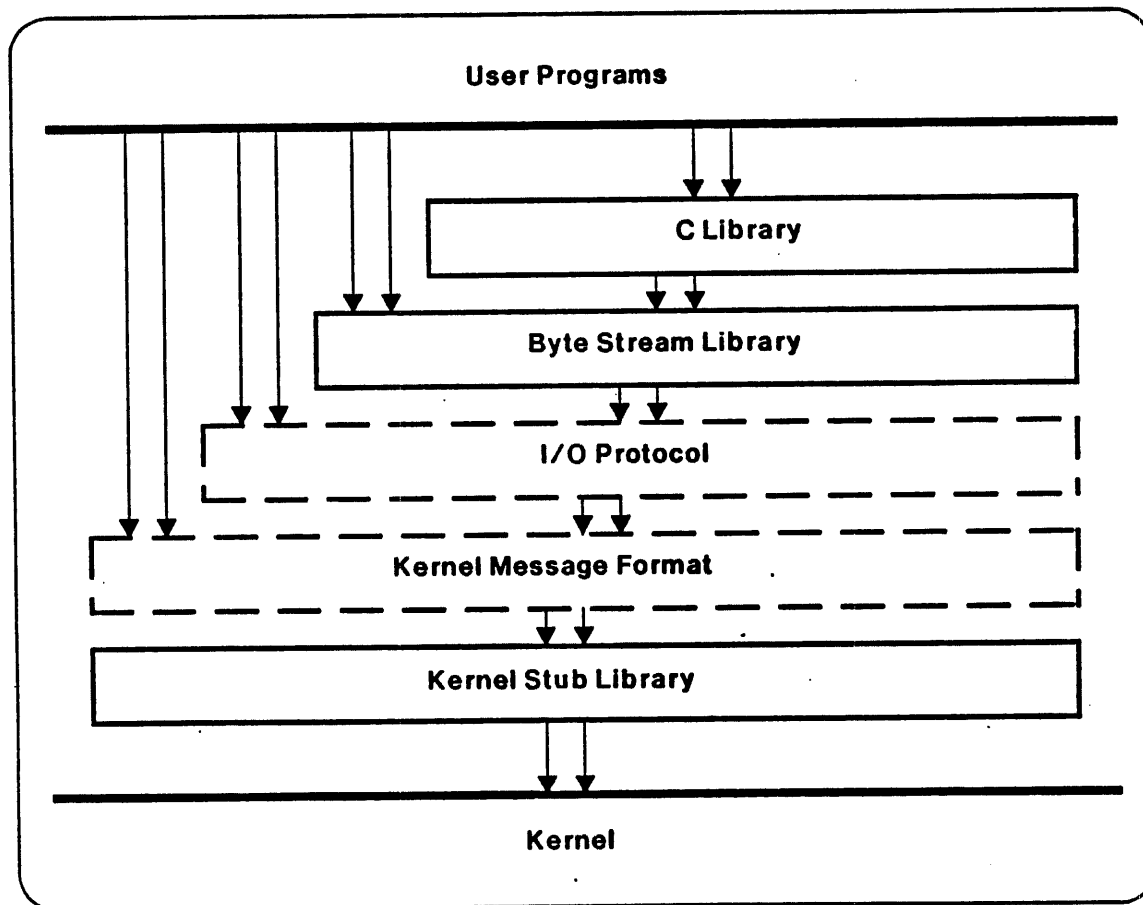 User Programs
C Library
Byte Stream Library
I/O Protocol
Kernel Message Format
Kernel Stub Library
Kernel